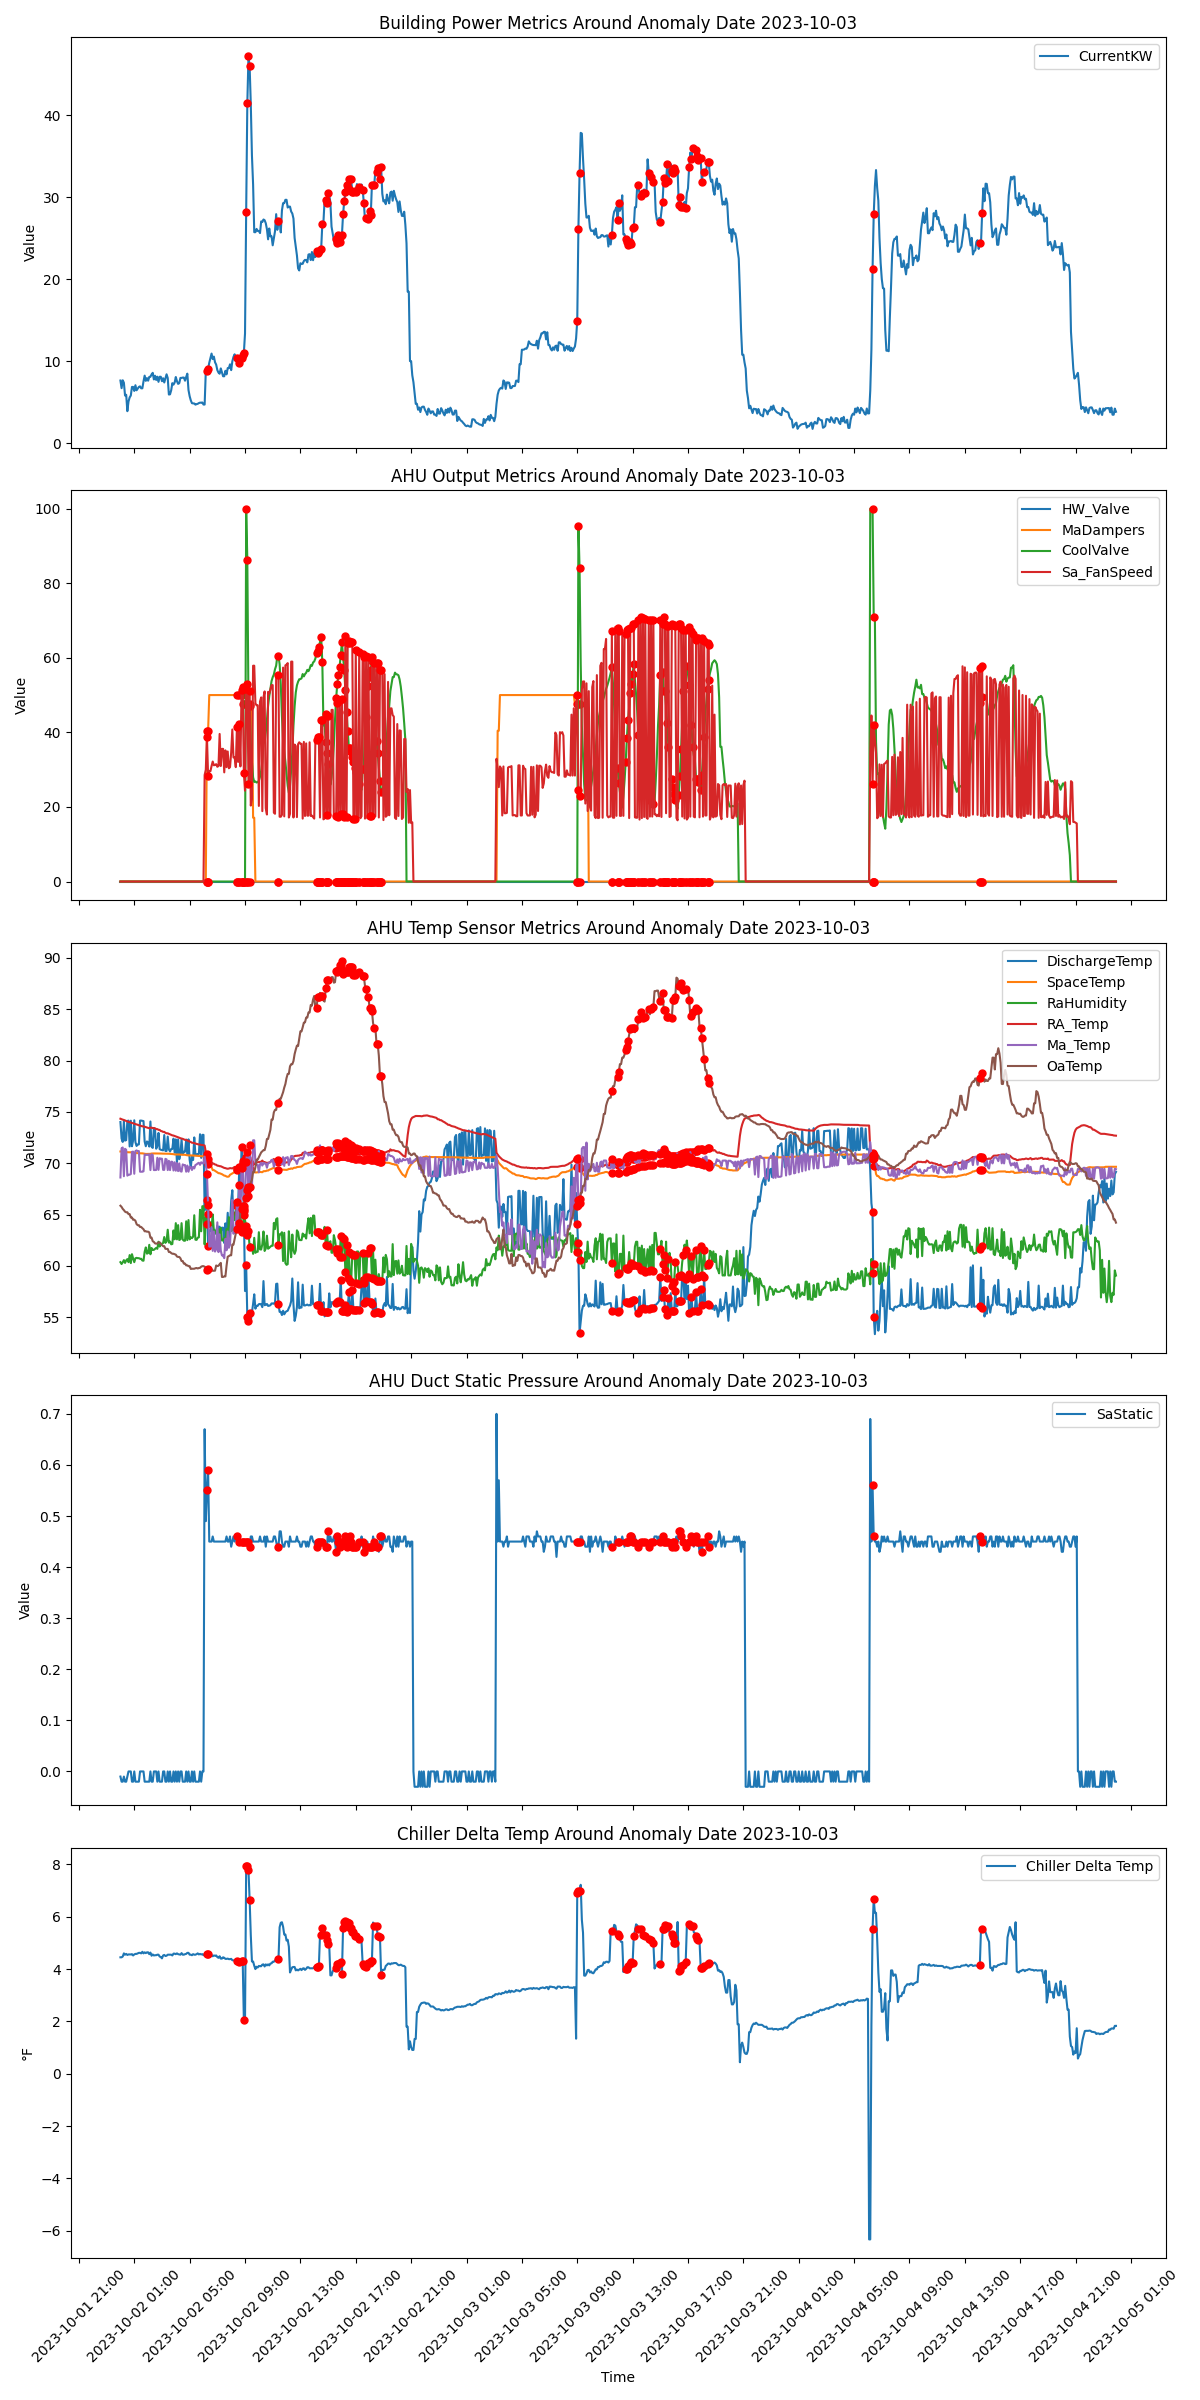 Building Power Metrics Around Anomaly Date 2023-10-03
CurrentKW
Value
40
30
20
10
0
AHU Output Metrics Around Anomaly Date 2023-10-03
HW_Valve
MaDampers
CoolValve
Sa_FanSpeed
Value
100
80
60
40
20
0
AHU Temp Sensor Metrics Around Anomaly Date 2023-10-03
DischargeTemp
SpaceTemp
RaHumidity
RA_Temp
Ma_Temp
OaTemp
Value
90
85
80
75
70
65
60
55
AHU Duct Static Pressure Around Anomaly Date 2023-10-03
SaStatic
Value
0.7
0.6
0.5
0.4
0.3
0.2
0.1
0.0
Chiller Delta Temp Around Anomaly Date 2023-10-03
Chiller Delta Temp
°F
8
6
4
2
0
−2
−4
−6
2023-10-01 21:00
2023-10-02 01:00
2023-10-02 05:00
2023-10-02 09:00
2023-10-02 13:00
2023-10-02 17:00
2023-10-02 21:00
2023-10-03 01:00
2023-10-03 05:00
2023-10-03 09:00
2023-10-03 13:00
2023-10-03 17:00
2023-10-03 21:00
2023-10-04 01:00
2023-10-04 05:00
2023-10-04 09:00
2023-10-04 13:00
2023-10-04 17:00
2023-10-04 21:00
2023-10-05 01:00
Time